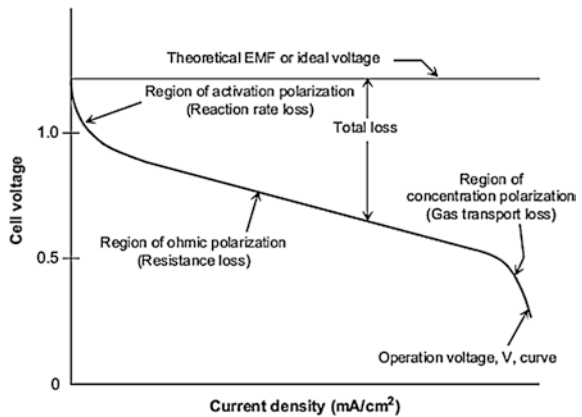 Theoretical EMF or ideal voltage
Region of activation polarization
(Reaction rate loss)
1.0
Total loss
Region of
concentration polarization
(Gas transport loss)
Cell voltage
Region of ohmic polarization
(Resistance loss)
0.5
Operation voltage, V, curve
0
Current density (mA/cm²)